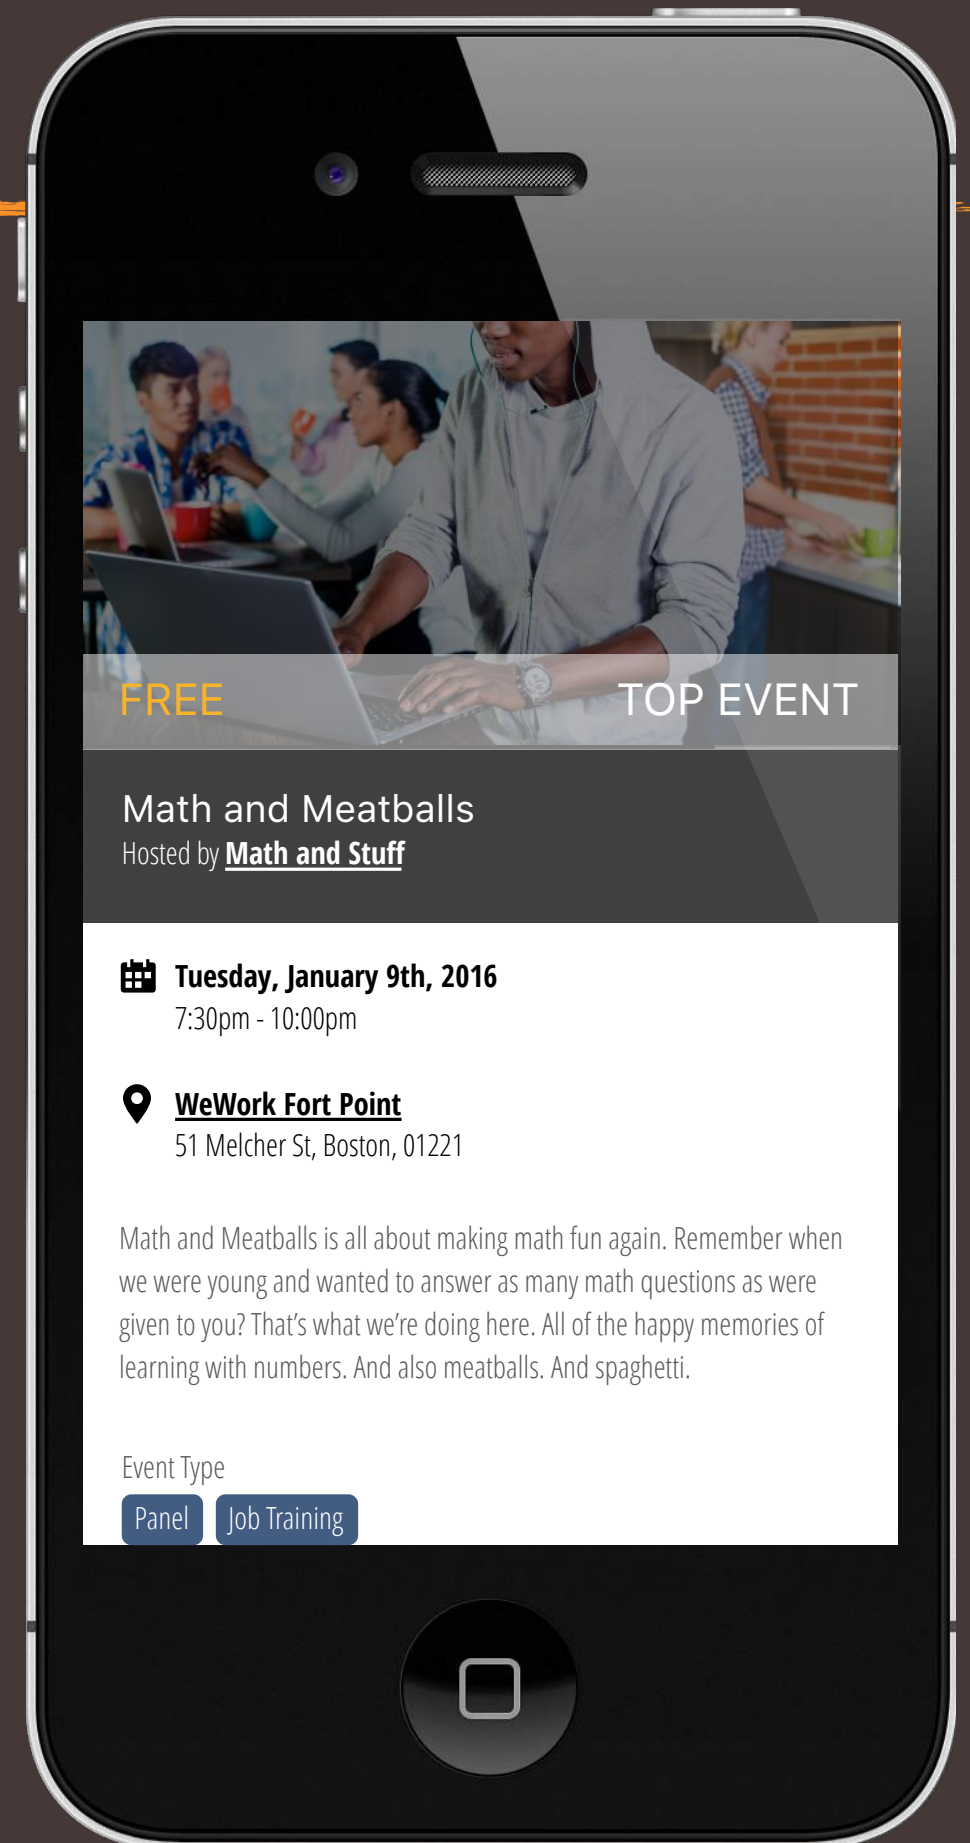 FREE TOP EVENT
Math and Meatballs
Hosted by Math and Stuff
Tuesday, January 9th, 2016
7:30pm - 10:00pm
WeWork Fort Point
51 Melcher St, Boston, 01221
Math and Meatballs is all about making math fun again. Remember when
we were young and wanted to answer as many math questions as were
given to you? That’s what we’re doing here. All of the happy memories of
learning with numbers. And also meatballs. And spaghetti.
Event Type
Panel Job Training